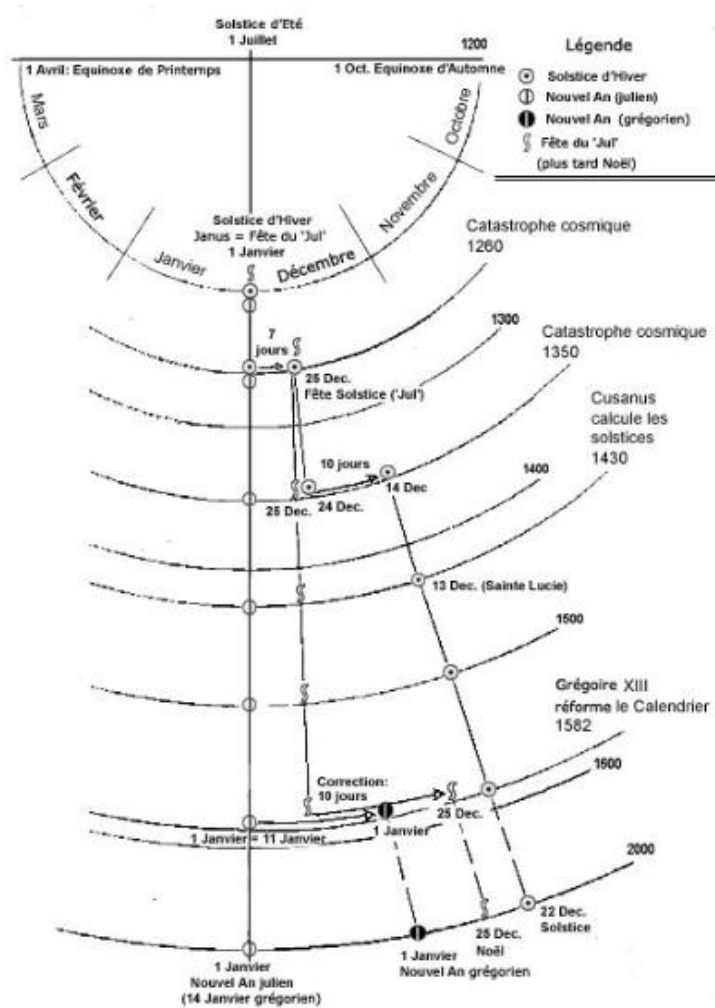 Solstice d'Eté
1 Juillet
1200
1 Avril: Equinoxe de Printemps
1 Oct. Equinoxe d'Automne
Légende
Solstice d'Hiver
Nouvel An (julien)
Nouvel An (grégorien)
Fête du 'Jul'
(plus tard Noël)
Mars
Février
Janvier
Décembre
Novembre
Octobre
Solstice d'Hiver
Janus = Fête du 'Jul'
1 Janvier
Catastrophe cosmique
1260
7
jours
1300
25 Dec.
Fête Solstice ('Jul')
Catastrophe cosmique
1350
Cusanus
calcule les
solstices
1430
10 jours
14 Dec
25 Dec.
24 Dec.
1400
13 Dec. (Sainte Lucie)
1500
Grégoire XIII
réforme le Calendrier
1582
1600
Correction:
10 jours
25 Dec.
1 Janvier
1 Janvier = 11 Janvier
2000
22 Dec.
Solstice
25 Dec.
Noël
1 Janvier
Nouvel An grégorien
1 Janvier
Nouvel An julien
(14 Janvier grégorien)